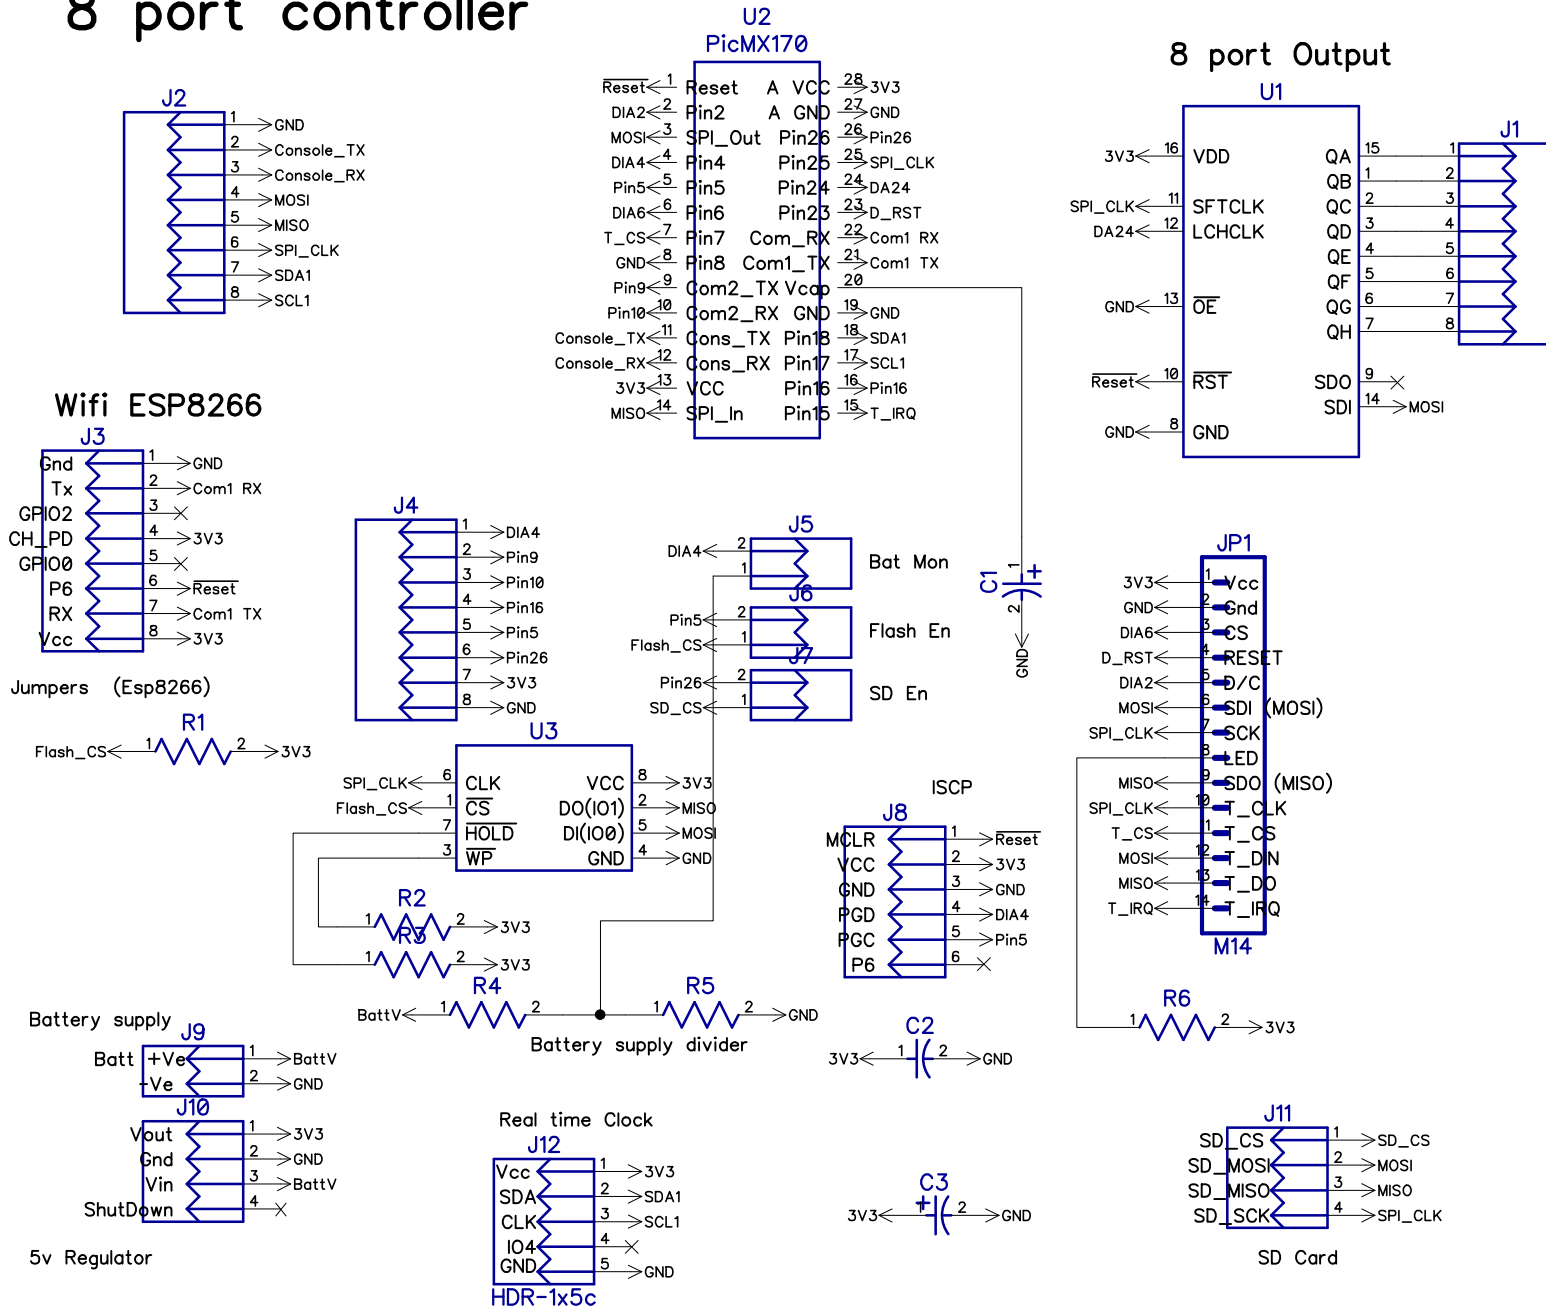 8 port controller
U2
PicMX170
Reset 1 Reset A VCC 28 3V3
DIA2 2 Pin2 A GND 27 GND
MOSI 3 SPI_Out Pin26 26 Pin26
DIA4 4 Pin4 Pin25 25 SPI_CLK
Pin5 5 Pin5 Pin24 24 DA24
DIA6 6 Pin6 Pin23 23 D_RST
T_CS 7 Pin7 Com_RX 22 Com1 RX
GND 8 Pin8 Com1_TX 21 Com1 TX
Pin9 9 Com2_TX Vcap 20
Pin10 10 Com2_RX GND 19 GND
Console_TX 11 Cons_TX Pin18 18 SDA1
Console_RX 12 Cons_RX Pin17 17 SCL1
3V3 13 VCC Pin16 16 Pin16
MISO 14 SPI_In Pin15 15 T_IRQ
8 port Output
U1
J1
3V3 16 VDD QA 15 1
QB 1 2
SPI_CLK 11 SFTCLK QC 2 3
DA24 12 LCHCLK QD 3 4
QE 4 5
QF 5 6
GND 13 OE QG 6 7
QH 7 8
Reset 10 RST SDO 9
SDI 14 MOSI
GND 8 GND
J2
1 GND
2 Console_TX
3 Console_RX
4 MOSI
5 MISO
6 SPI_CLK
7 SDA1
8 SCL1
Wifi ESP8266
J3
Gnd 1 GND
Tx 2 Com1 RX
GPIO2 3
CH_PD 4 3V3
GPIO0 5
P6 6 Reset
RX 7 Com1 TX
Vcc 8 3V3
Jumpers (Esp8266)
R1
Flash_CS 1 2 3V3
J4
1 DIA4
2 Pin9
3 Pin10
4 Pin16
5 Pin5
6 Pin26
7 3V3
8 GND
J5
DIA4 2
1
Bat Mon
J6
Pin5 2
Flash_CS 1
Flash En
J7
Pin26 2
SD_CS 1
SD En
C1
1 +
2
GND
JP1
3V3 1 Vcc
GND 2 Gnd
DIA6 3 CS
D_RST 4 RESET
DIA2 5 D/C
MOSI 6 SDI (MOSI)
SPI_CLK 7 SCK
8 LED
MISO 9 SDO (MISO)
SPI_CLK 10 T_CLK
T_CS 11 T_CS
MOSI 12 T_DIN
MISO 13 T_DO
T_IRQ 14 T_IRQ
M14
U3
SPI_CLK 6 CLK VCC 8 3V3
Flash_CS 1 CS DO(IO1) 2 MISO
7 HOLD DI(IO0) 5 MOSI
3 WP GND 4 GND
R2
1 2 3V3
R3
1 2 3V3
R4
BattV 1 2
R5
1 2 GND
Battery supply divider
ISCP
J8
MCLR 1 Reset
VCC 2 3V3
GND 3 GND
PGD 4 DIA4
PGC 5 Pin5
P6 6
R6
1 2 3V3
C2
3V3 1 2 GND
Battery supply
J9
Batt +Ve 1 BattV
-Ve 2 GND
J10
Vout 1 3V3
Gnd 2 GND
Vin 3 BattV
ShutDown 4
5v Regulator
Real time Clock
J12
Vcc 1 3V3
SDA 2 SDA1
CLK 3 SCL1
IO4 4
GND 5 GND
HDR-1x5c
C3
+
3V3 1 2 GND
J11
SD_CS 1 SD_CS
SD_MOSI 2 MOSI
SD_MISO 3 MISO
SD_SCK 4 SPI_CLK
SD Card